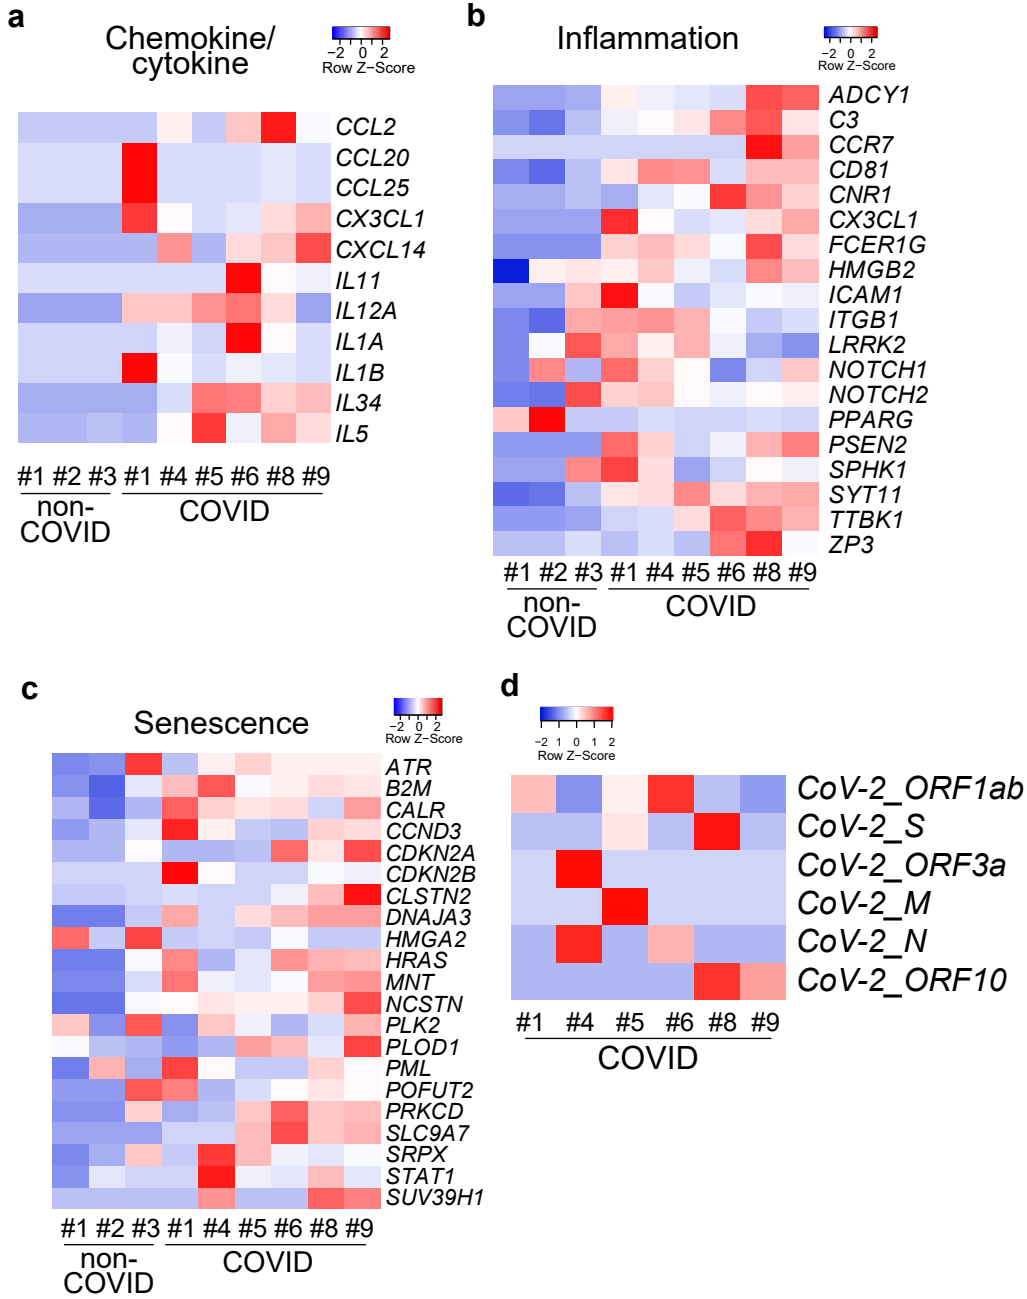 a
Chemokine/
cytokine
−2 0 2
Row Z−Score
CCL2
CCL20
CCL25
CX3CL1
CXCL14
IL11
IL12A
IL1A
IL1B
IL34
IL5
#1 #2 #3 #1 #4 #5 #6 #8 #9
non-
COVID
COVID
b
Inflammation
−2 0 2
Row Z−Score
ADCY1
C3
CCR7
CD81
CNR1
CX3CL1
FCER1G
HMGB2
ICAM1
ITGB1
LRRK2
NOTCH1
NOTCH2
PPARG
PSEN2
SPHK1
SYT11
TTBK1
ZP3
#1 #2 #3 #1 #4 #5 #6 #8 #9
non-
COVID
COVID
c
Senescence
−2 0 2
Row Z−Score
ATR
B2M
CALR
CCND3
CDKN2A
CDKN2B
CLSTN2
DNAJA3
HMGA2
HRAS
MNT
NCSTN
PLK2
PLOD1
PML
POFUT2
PRKCD
SLC9A7
SRPX
STAT1
SUV39H1
#1 #2 #3 #1 #4 #5 #6 #8 #9
non-
COVID
COVID
d
−2 1 0 1 2
Row Z−Score
CoV-2_ORF1ab
CoV-2_S
CoV-2_ORF3a
CoV-2_M
CoV-2_N
CoV-2_ORF10
#1 #4 #5 #6 #8 #9
COVID